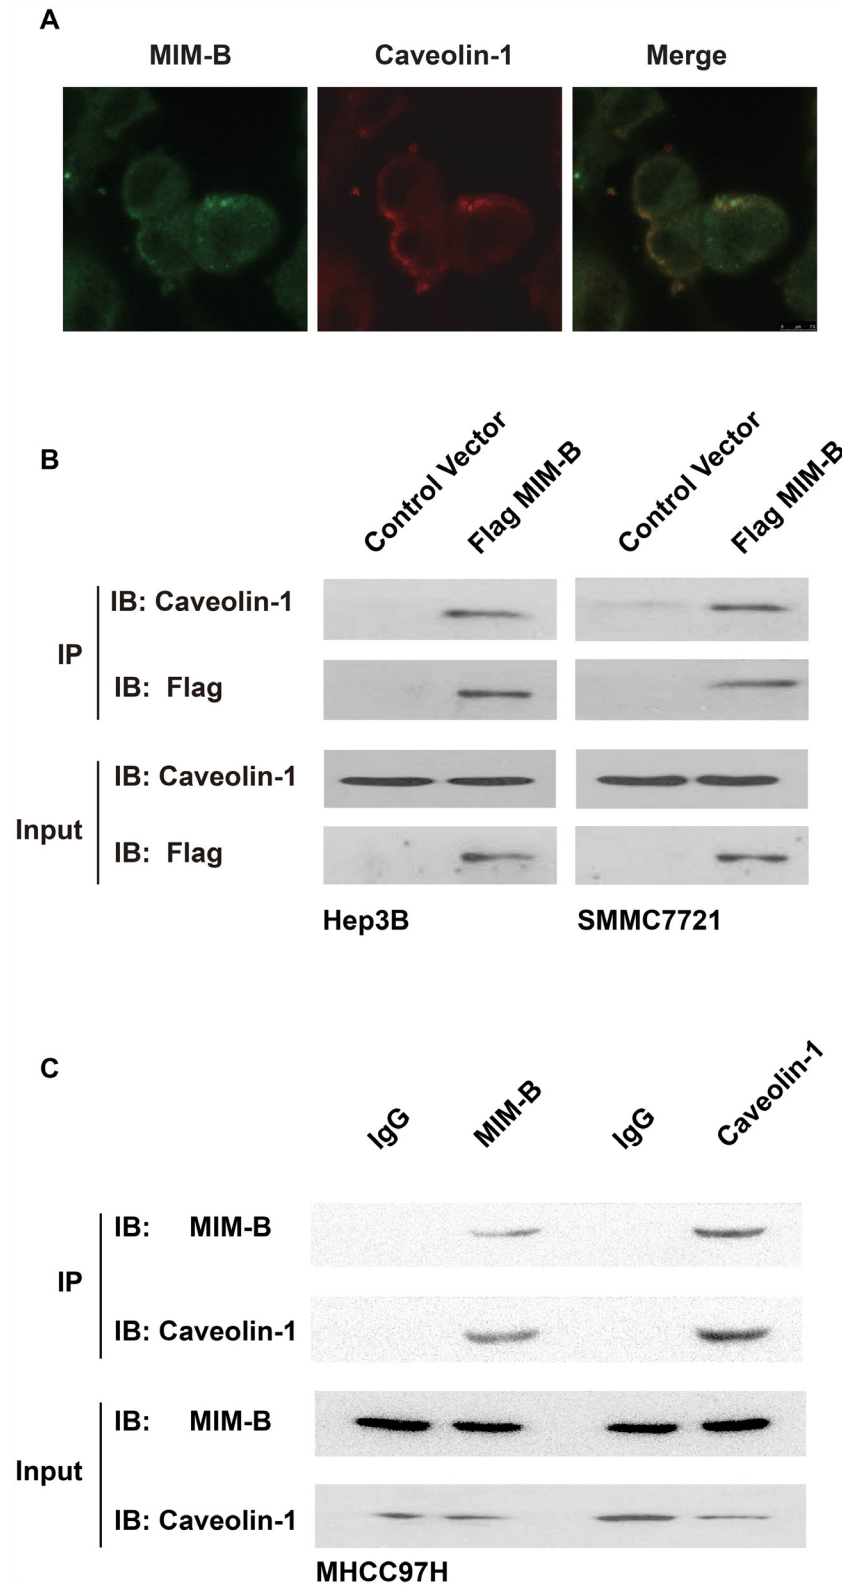 A
MIM-B Caveolin-1 Merge
B
Control Vector Flag MIM-B Control Vector Flag MIM-B
IB: Caveolin-1
IP
IB: Flag
IB: Caveolin-1
Input
IB: Flag
Hep3B SMMC7721
C
IgG MIM-B IgG Caveolin-1
IB: MIM-B
IP
IB: Caveolin-1
IB: MIM-B
Input
IB: Caveolin-1
MHCC97H